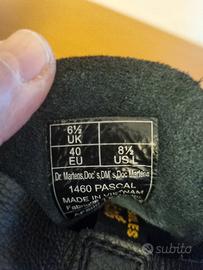 6½ UK
40 EU 8½ US L
Dr. Martens, Doc's, DM's, Doc Martens
1460 PASCAL
MADE IN VIETNAM
subito